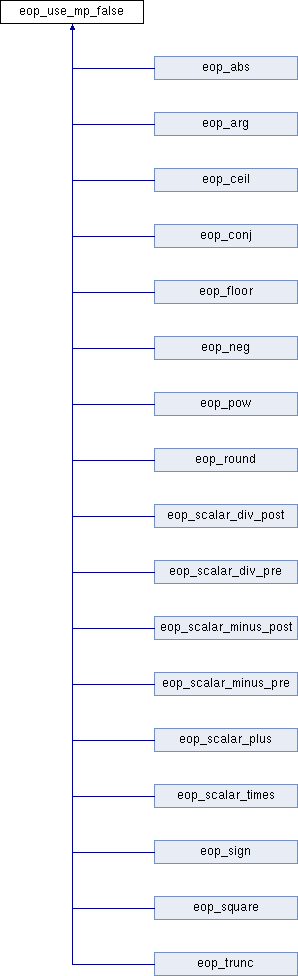 eop_use_mp_false
eop_abs
eop_arg
eop_ceil
eop_conj
eop_floor
eop_neg
eop_pow
eop_round
eop_scalar_div_post
eop_scalar_div_pre
eop_scalar_minus_post
eop_scalar_minus_pre
eop_scalar_plus
eop_scalar_times
eop_sign
eop_square
eop_trunc